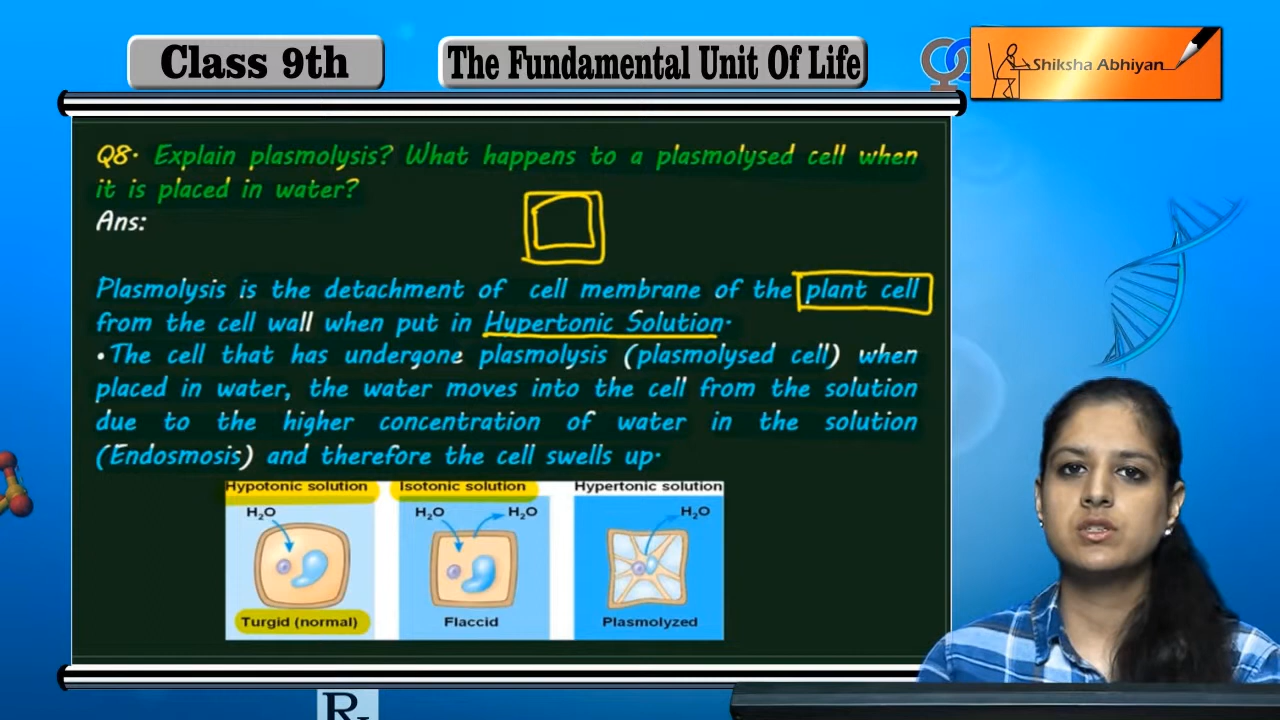 Class 9th
The Fundamental Unit Of Life
Shiksha Abhiyan
Q8. Explain plasmolysis? What happens to a plasmolysed cell when
it is placed in water?
Ans:
Plasmolysis is the detachment of cell membrane of the plant cell
from the cell wall when put in Hypertonic Solution.
•The cell that has undergone plasmolysis (plasmolysed cell) when
placed in water, the water moves into the cell from the solution
due to the higher concentration of water in the solution
(Endosmosis) and therefore the cell swells up.
Hypotonic solution Isotonic solution Hypertonic solution
H₂O H₂O H₂O H₂O
Turgid (normal) Flaccid Plasmolyzed